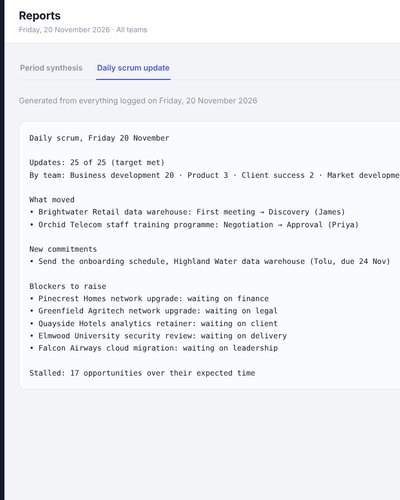 Reports
Friday, 20 November 2026 · All teams
Period synthesis
Daily scrum update
Generated from everything logged on Friday, 20 November 2026
Daily scrum, Friday 20 November
Updates: 25 of 25 (target met)
By team: Business development 20 · Product 3 · Client success 2 · Market developme
What moved
• Brightwater Retail data warehouse: First meeting → Discovery (James)
• Orchid Telecom staff training programme: Negotiation → Approval (Priya)
New commitments
• Send the onboarding schedule, Highland Water data warehouse (Tolu, due 24 Nov)
Blockers to raise
• Pinecrest Homes network upgrade: waiting on finance
• Greenfield Agritech network upgrade: waiting on legal
• Quayside Hotels analytics retainer: waiting on client
• Elmwood University security review: waiting on delivery
• Falcon Airways cloud migration: waiting on leadership
Stalled: 17 opportunities over their expected time